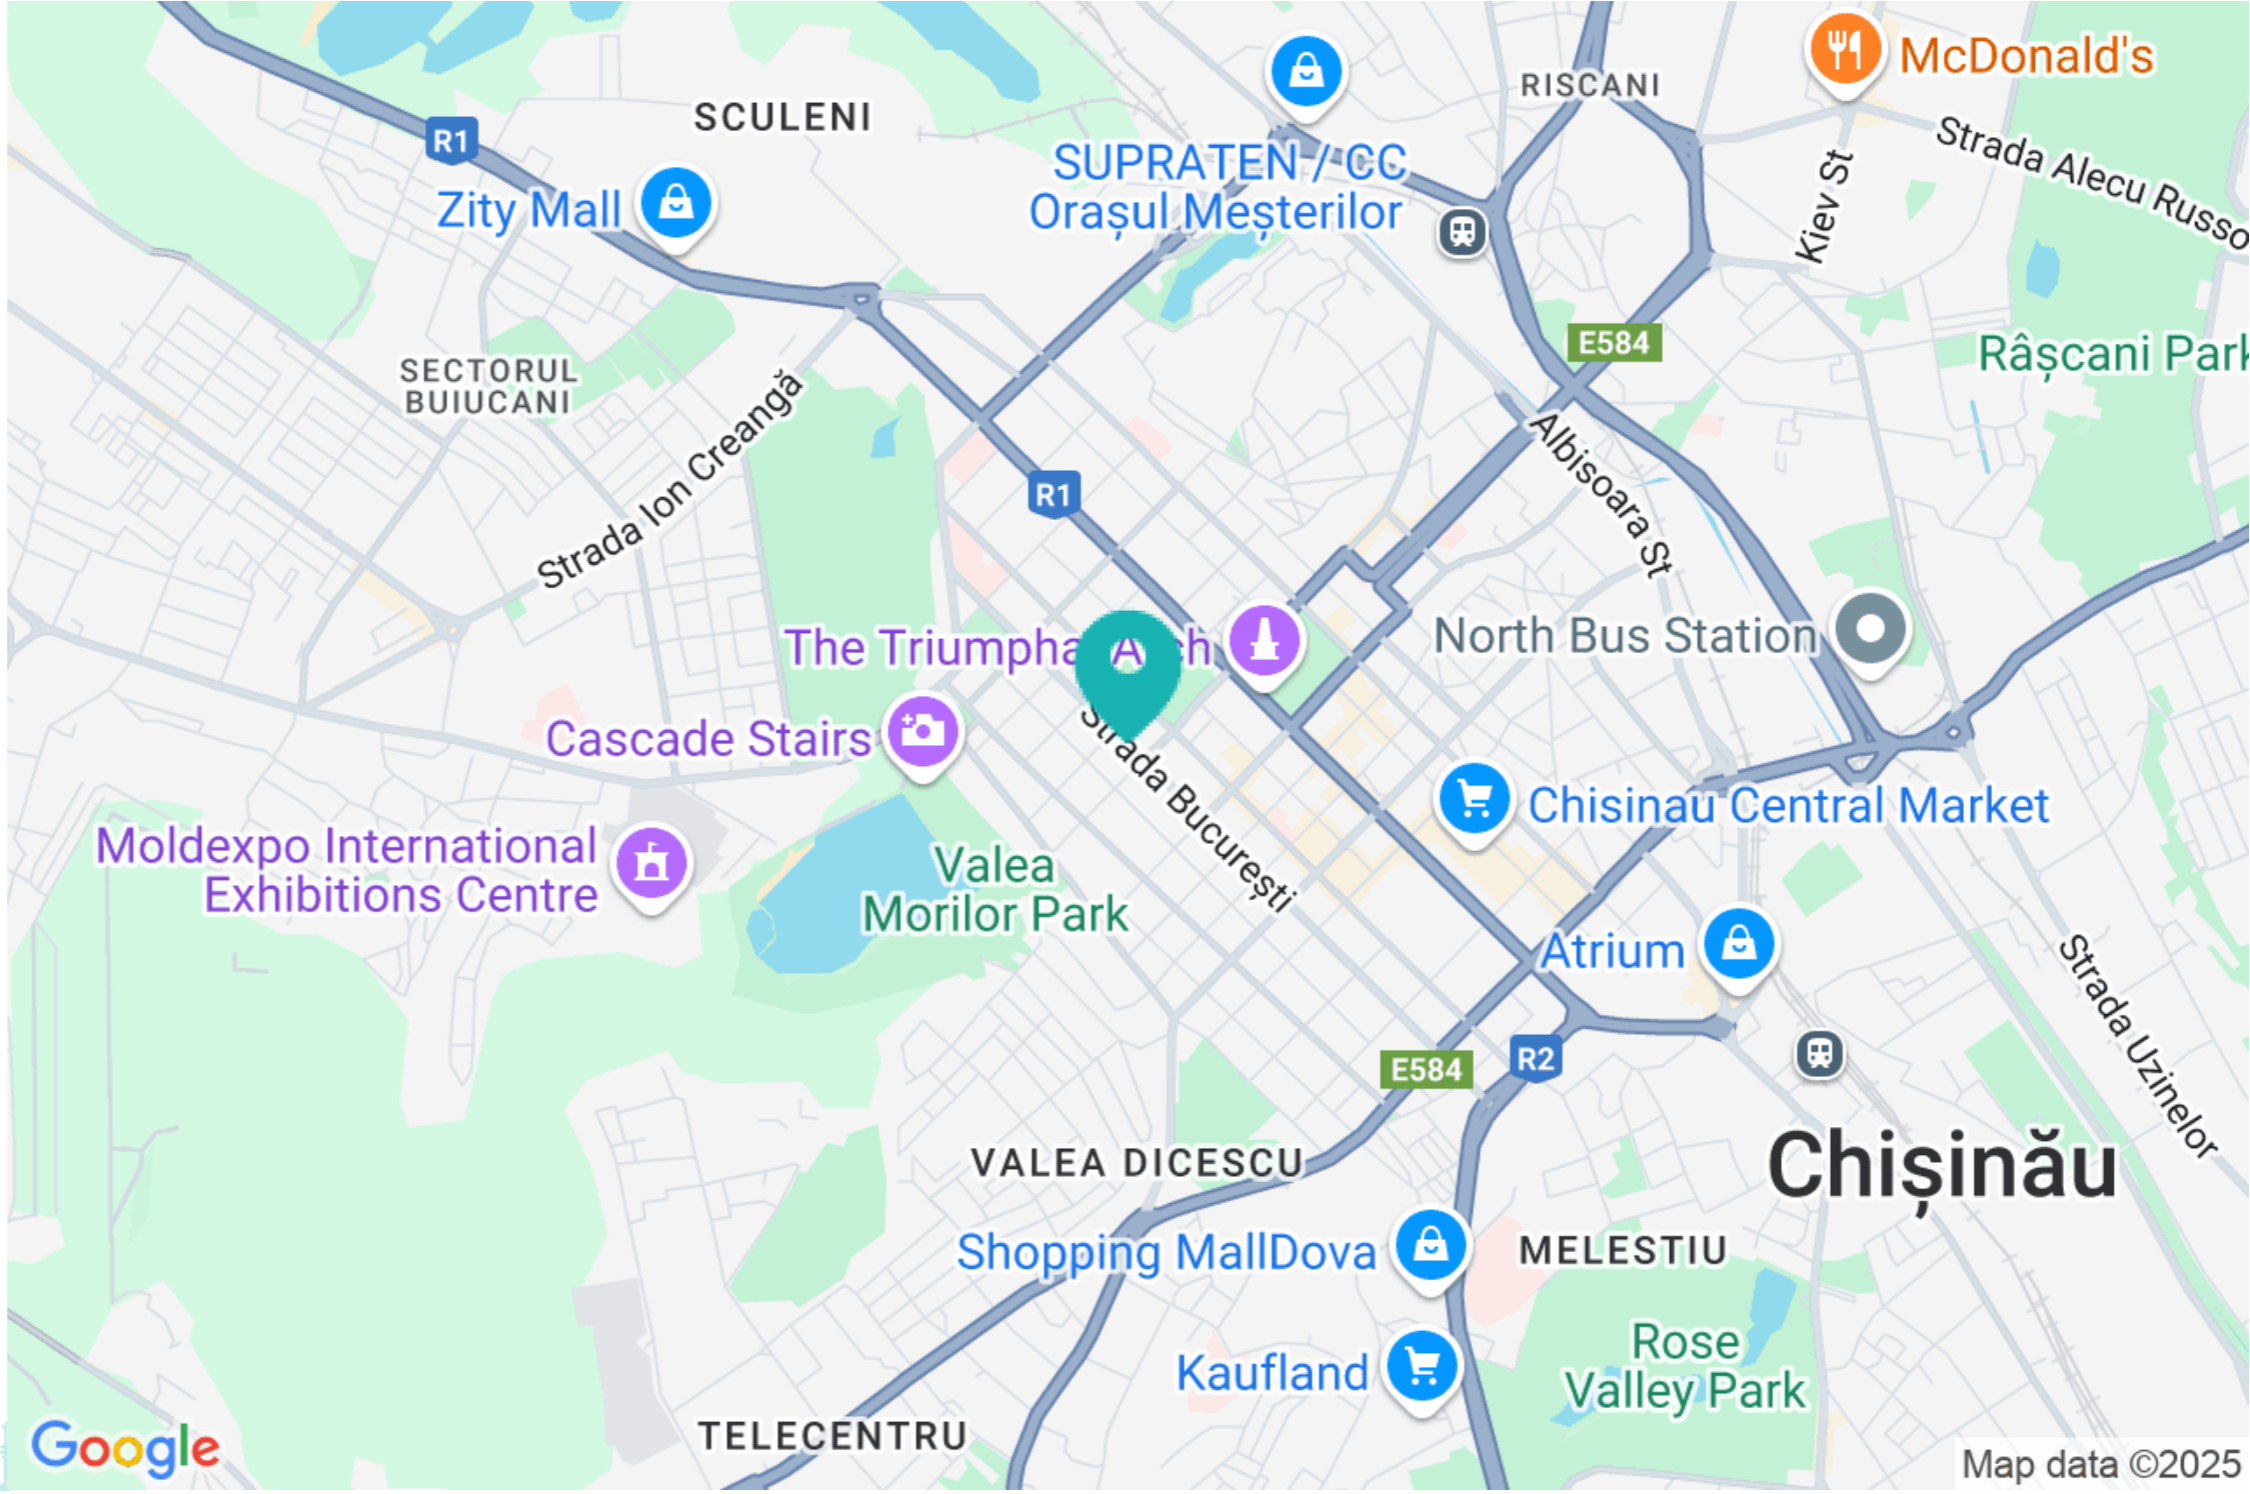 McDonald's
RISCANI
SCULENI
R1
Strada Alecu Russo
SUPRATEN / CC
Orașul Meșterilor
Zity Mall
Kiev St
E584
Râșcani Park
SECTORUL
BUIUCANI
Strada Ion Creangă
Albisoara St
R1
The Triumphal Arch
North Bus Station
Cascade Stairs
Strada București
Chisinau Central Market
Moldexpo International
Exhibitions Centre
Valea
Morilor Park
Atrium
Strada Uzinelor
E584
R2
Chișinău
VALEA DICESCU
Shopping MallDova
MELESTIU
Rose
Valley Park
Kaufland
TELECENTRU
Google
Map data ©2025